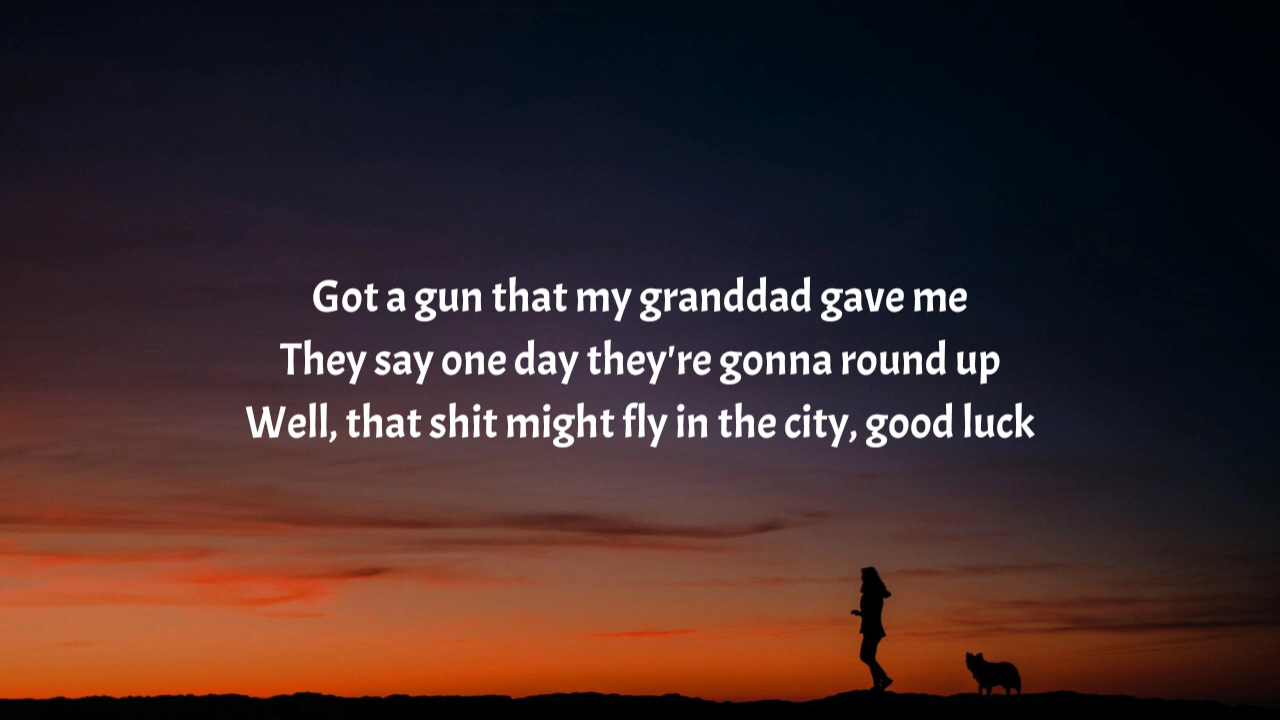 Got a gun that my granddad gave me
They say one day they're gonna round up
Well, that shit might fly in the city, good luck